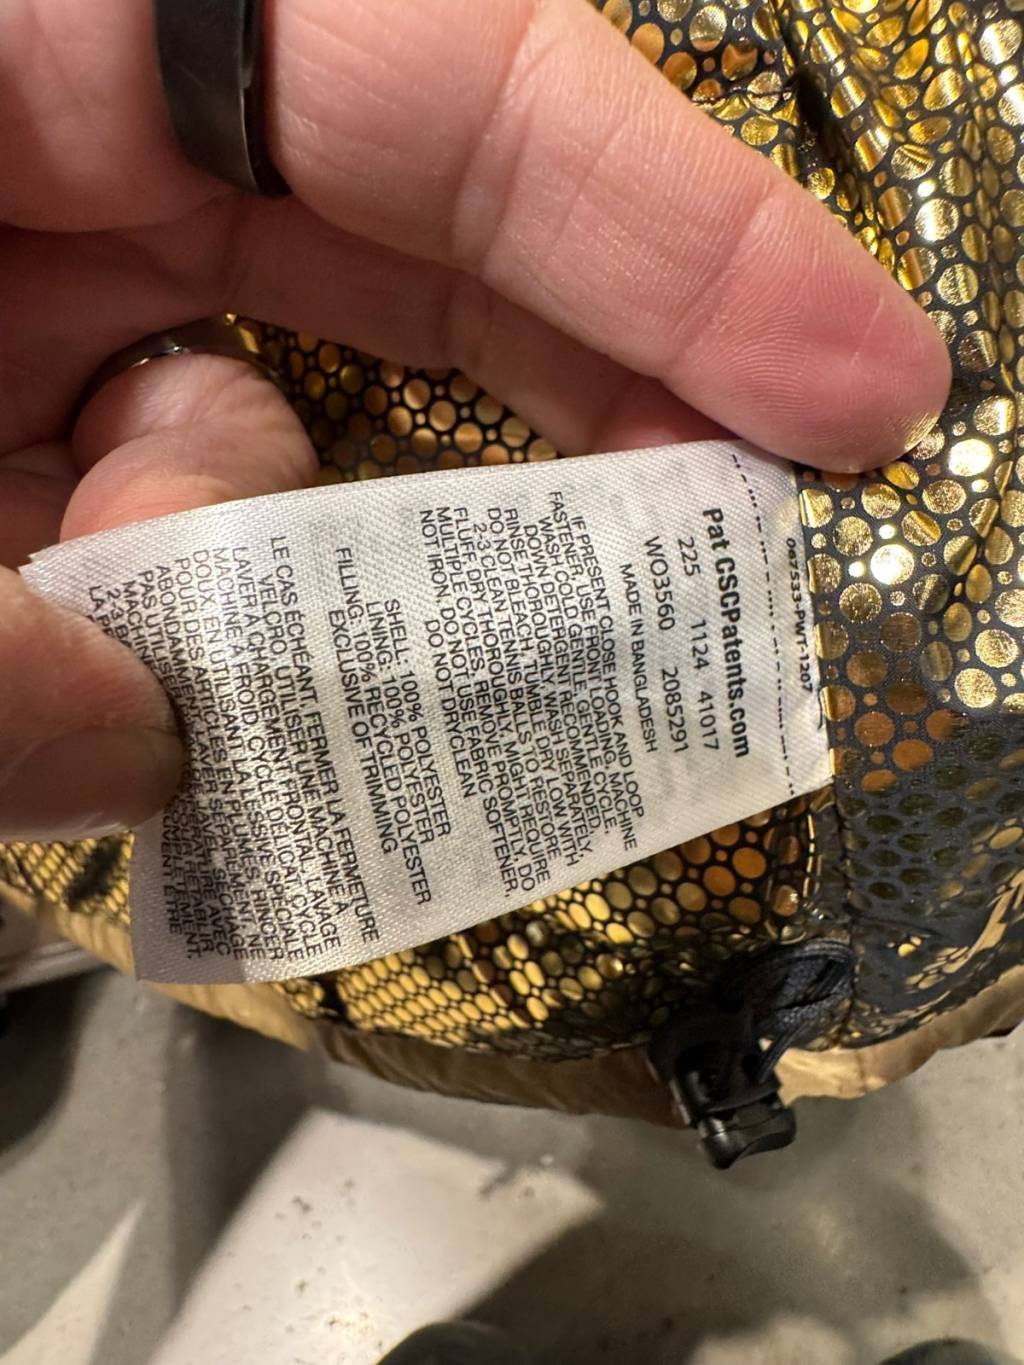 067533-PWT-1207
Pat CSCPatents.com
225 1124 41017
WO3560 2085291
MADE IN BANGLADESH
IF PRESENT CLOSE HOOK AND LOOP
FASTENER, USE FRONT LOADING, MACHINE
WASH COLD GENTLE, GENTLE CYCLE.
DOWN DETERGENT RECOMMENDED,
RINSE THOROUGHLY, WASH SEPARATELY,
DO NOT BLEACH, TUMBLE DRY LOW WITH
2-3 CLEAN TENNIS BALLS TO RESTORE
FLUFF, DRY THOROUGHLY, MIGHT REQUIRE
MULTIPLE CYCLES, REMOVE PROMPTLY, DO
NOT IRON, DO NOT USE FABRIC SOFTENER,
DO NOT DRYCLEAN
SHELL: 100% POLYESTER
LINING: 100% POLYESTER
FILLING: 100% RECYCLED POLYESTER
EXCLUSIVE OF TRIMMING
LE CAS ÉCHÉANT, FERMER LA FERMETURE
VELCRO, UTILISER UNE MACHINE À
CHARGEMENT FRONTAL, LAVAGE
LAVER À FROID, CYCLE DÉLICAT, CYCLE
DOUX, EN UTILISANT LA LESSIVE SPÉCIALE
POUR DES ARTICLES EN PLUMES, RINCER
ABONDAMMENT, LAVER SÉPARÉMENT, NE
PAS UTILISER
MACHINE
2-3 B
LA P